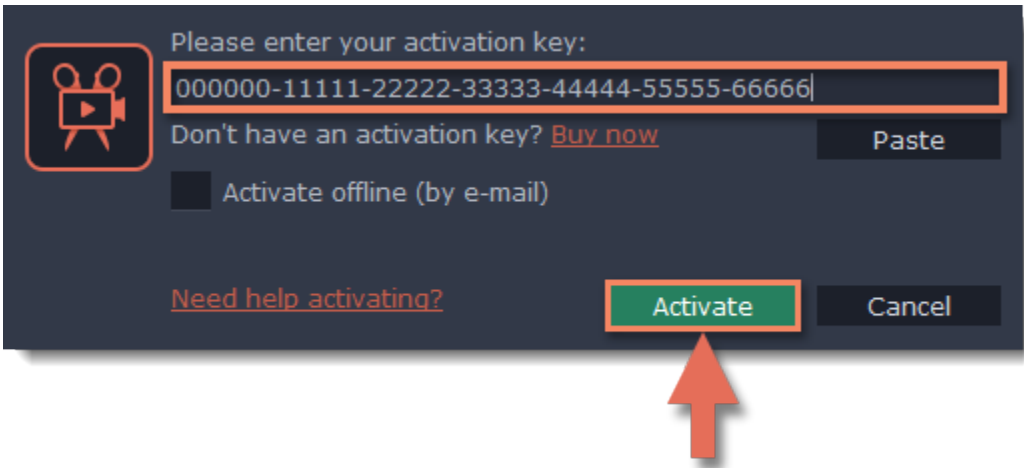 Please enter your activation key:
000000-11111-22222-33333-44444-55555-66666
Don't have an activation key? Buy now
Paste
Activate offline (by e-mail)
Need help activating?
Activate
Cancel